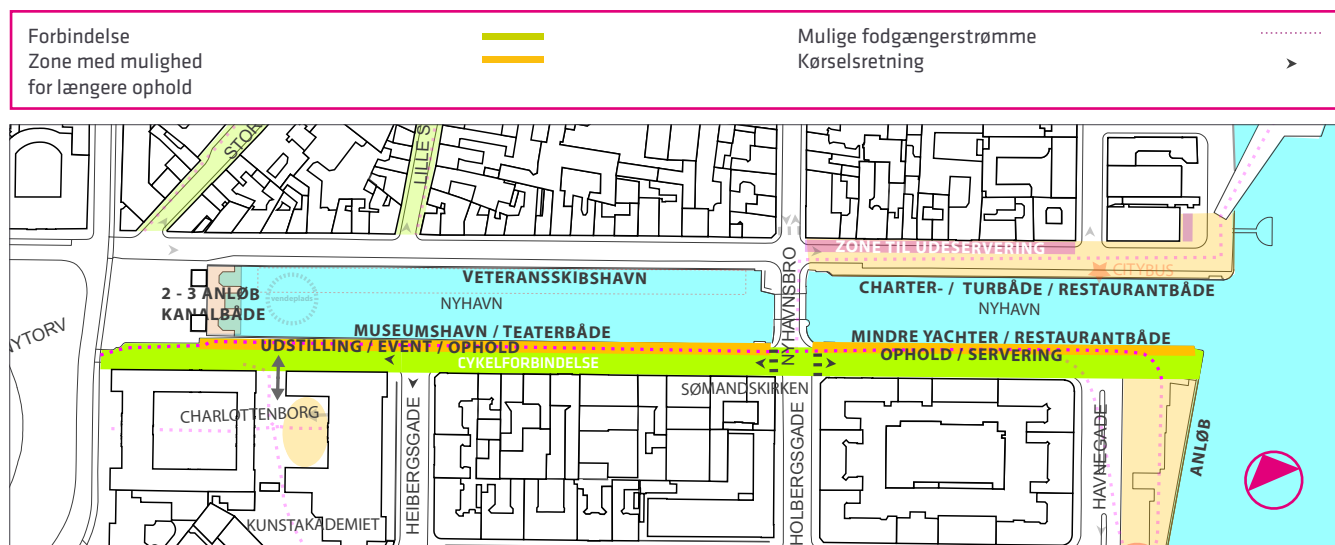 Forbindelse
Zone med mulighed
for længere ophold
Mulige fodgængerstrømme
Kørselsretning
STOR
LILLE S
NYHAVNSBRO
ZONE TIL UDESERVERING
CITYBUS
VETERANSSKIBSHAVN
vendeplads
2 - 3 ANLØB
KANALBÅDE
NYHAVN
CHARTER- / TURBÅDE / RESTAURANTBÅDE
NYHAVN
YTORV
MUSEUMSHAVN / TEATERBÅDE
UDSTILLING / EVENT / OPHOLD
MINDRE YACHTER / RESTAURANTBÅDE
OPHOLD / SERVERING
CYKELFORBINDELSE
SØMANDSKIRKEN
CHARLOTTENBORG
HEIBERGSGADE
HOLBERGSGADE
HAVNEGADE
ANLØB
KUNSTAKADEMIET